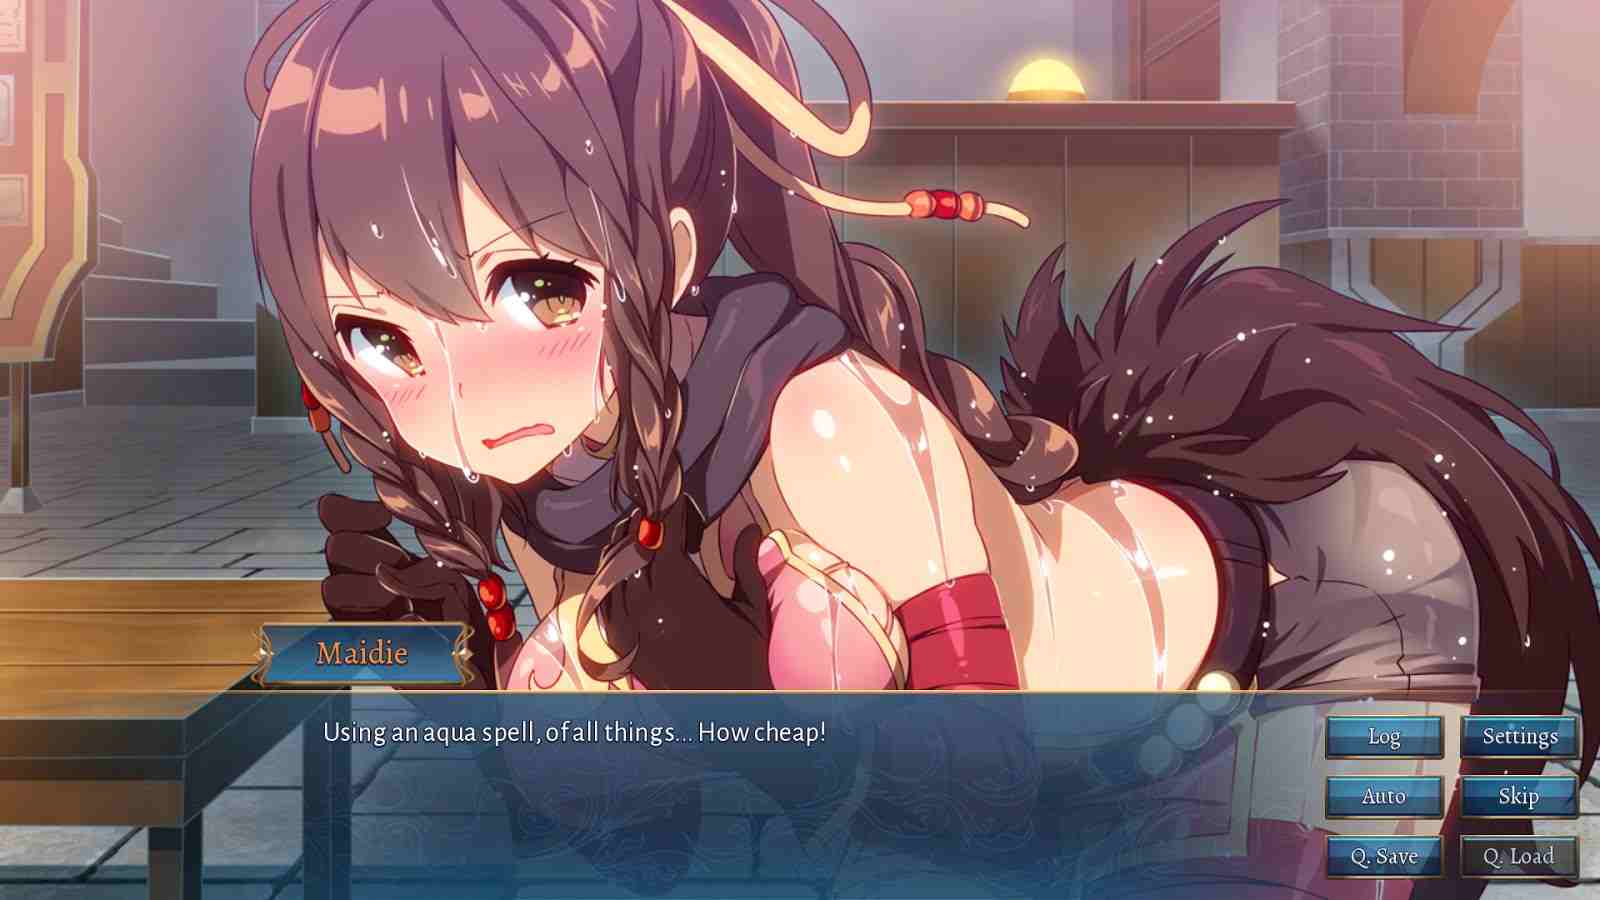 Maidie
Using an aqua spell, of all things... How cheap!
Log
Settings
Auto
Skip
Q. Save
Q. Load